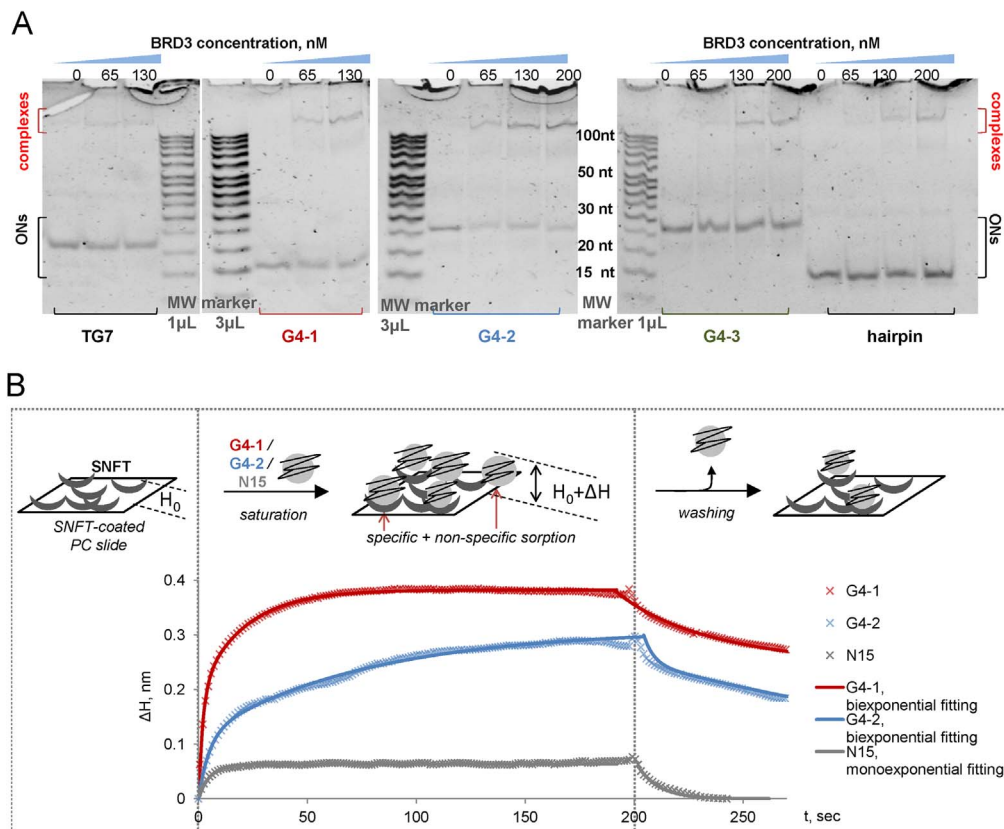 A
BRD3 concentration, nM
BRD3 concentration, nM
0 65 130
0 65 130
0 65 130 200
0 65 130 200
0 65 130 200
complexes
ONs
100nt
50 nt
30 nt
20 nt
15 nt
complexes
ONs
MW marker
1µL 3µL
MW marker
3µL
MW
marker 1µL
TG7
G4-1
G4-2
G4-3
hairpin
B
SNFT
H0
SNFT-coated
PC slide
G4-1 /
G4-2 /
N15
saturation
H0+ΔH
specific + non-specific sorption
washing
ΔH, nm
0.4
0.3
0.2
0.1
0
0 50 100 150 200 250
t, sec
G4-1
G4-2
N15
G4-1,
biexponential fitting
G4-2,
biexponential fitting
N15,
monoexponential fitting